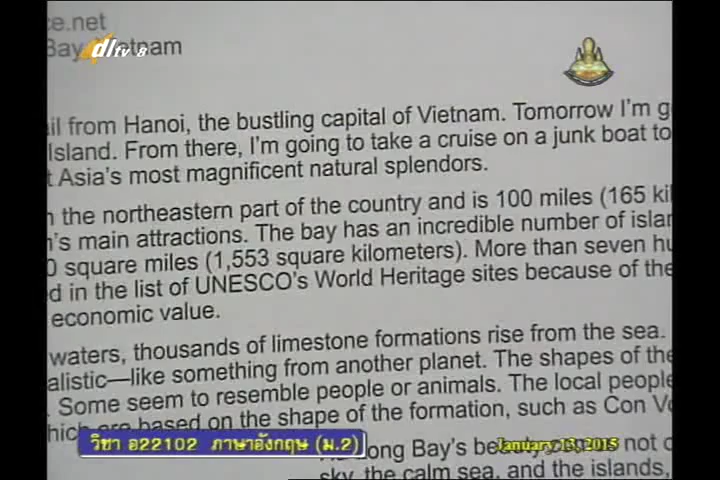 ce.net
Bay, Vietnam
dltv 8
il from Hanoi, the bustling capital of Vietnam. Tomorrow I'm g
Island. From there, I'm going to take a cruise on a junk boat to
t Asia's most magnificent natural splendors.
n the northeastern part of the country and is 100 miles (165 kil
n's main attractions. The bay has an incredible number of islan
0 square miles (1,553 square kilometers). More than seven hu
d in the list of UNESCO's World Heritage sites because of the
economic value.
waters, thousands of limestone formations rise from the sea.
alistic—like something from another planet. The shapes of the
. Some seem to resemble people or animals. The local people
hich are based on the shape of the formation, such as Con Vo
Long Bay's not o
sky, the calm sea, and the islands,
วิชา อ22102 ภาษาอังกฤษ (ม.2)
January 13, 2015